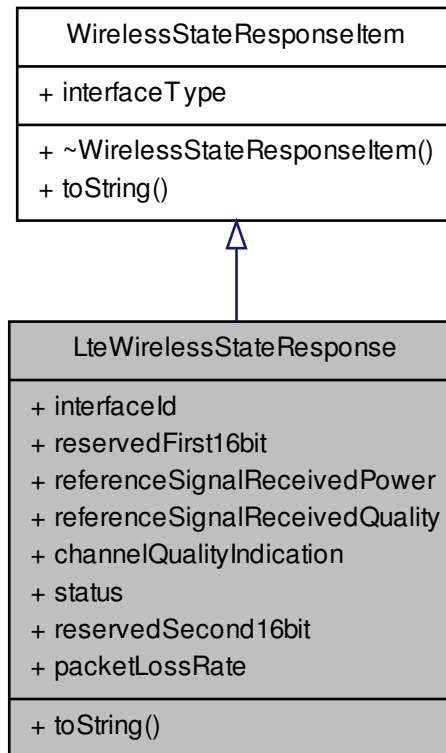 WirelessStateResponseItem
+ interfaceType
+ ~WirelessStateResponseItem()
+ toString()
LteWirelessStateResponse
+ interfaceId
+ reservedFirst16bit
+ referenceSignalReceivedPower
+ referenceSignalReceivedQuality
+ channelQualityIndication
+ status
+ reservedSecond16bit
+ packetLossRate
+ toString()